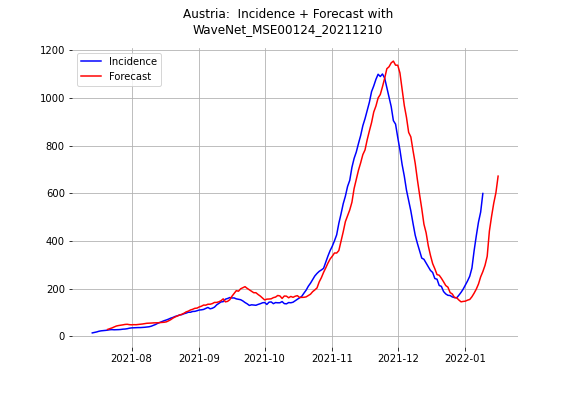 Austria:  Incidence + Forecast with
WaveNet_MSE00124_20211210
Incidence
Forecast
1200
1000
800
600
400
200
0
2021-08 2021-09 2021-10 2021-11 2021-12 2022-01